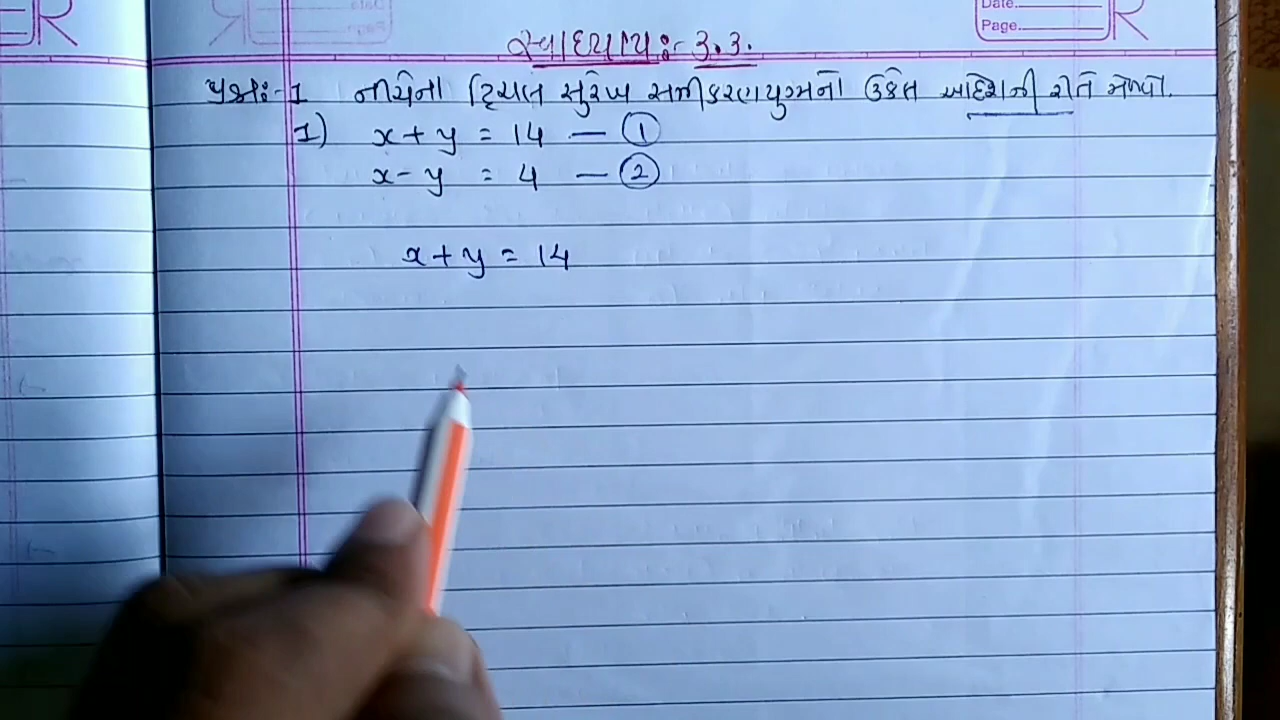 Date
Page
સ્વાધ્યાય :- 3.3.
પ્રશ્ન :- 1 નીચેના દ્વિચલ સુરેખ સમીકરણયુગ્મનો ઉકેલ આદેશની રીતે મેળવો.
1) x + y = 14 — ①
x - y = 4 — ②
x + y = 14